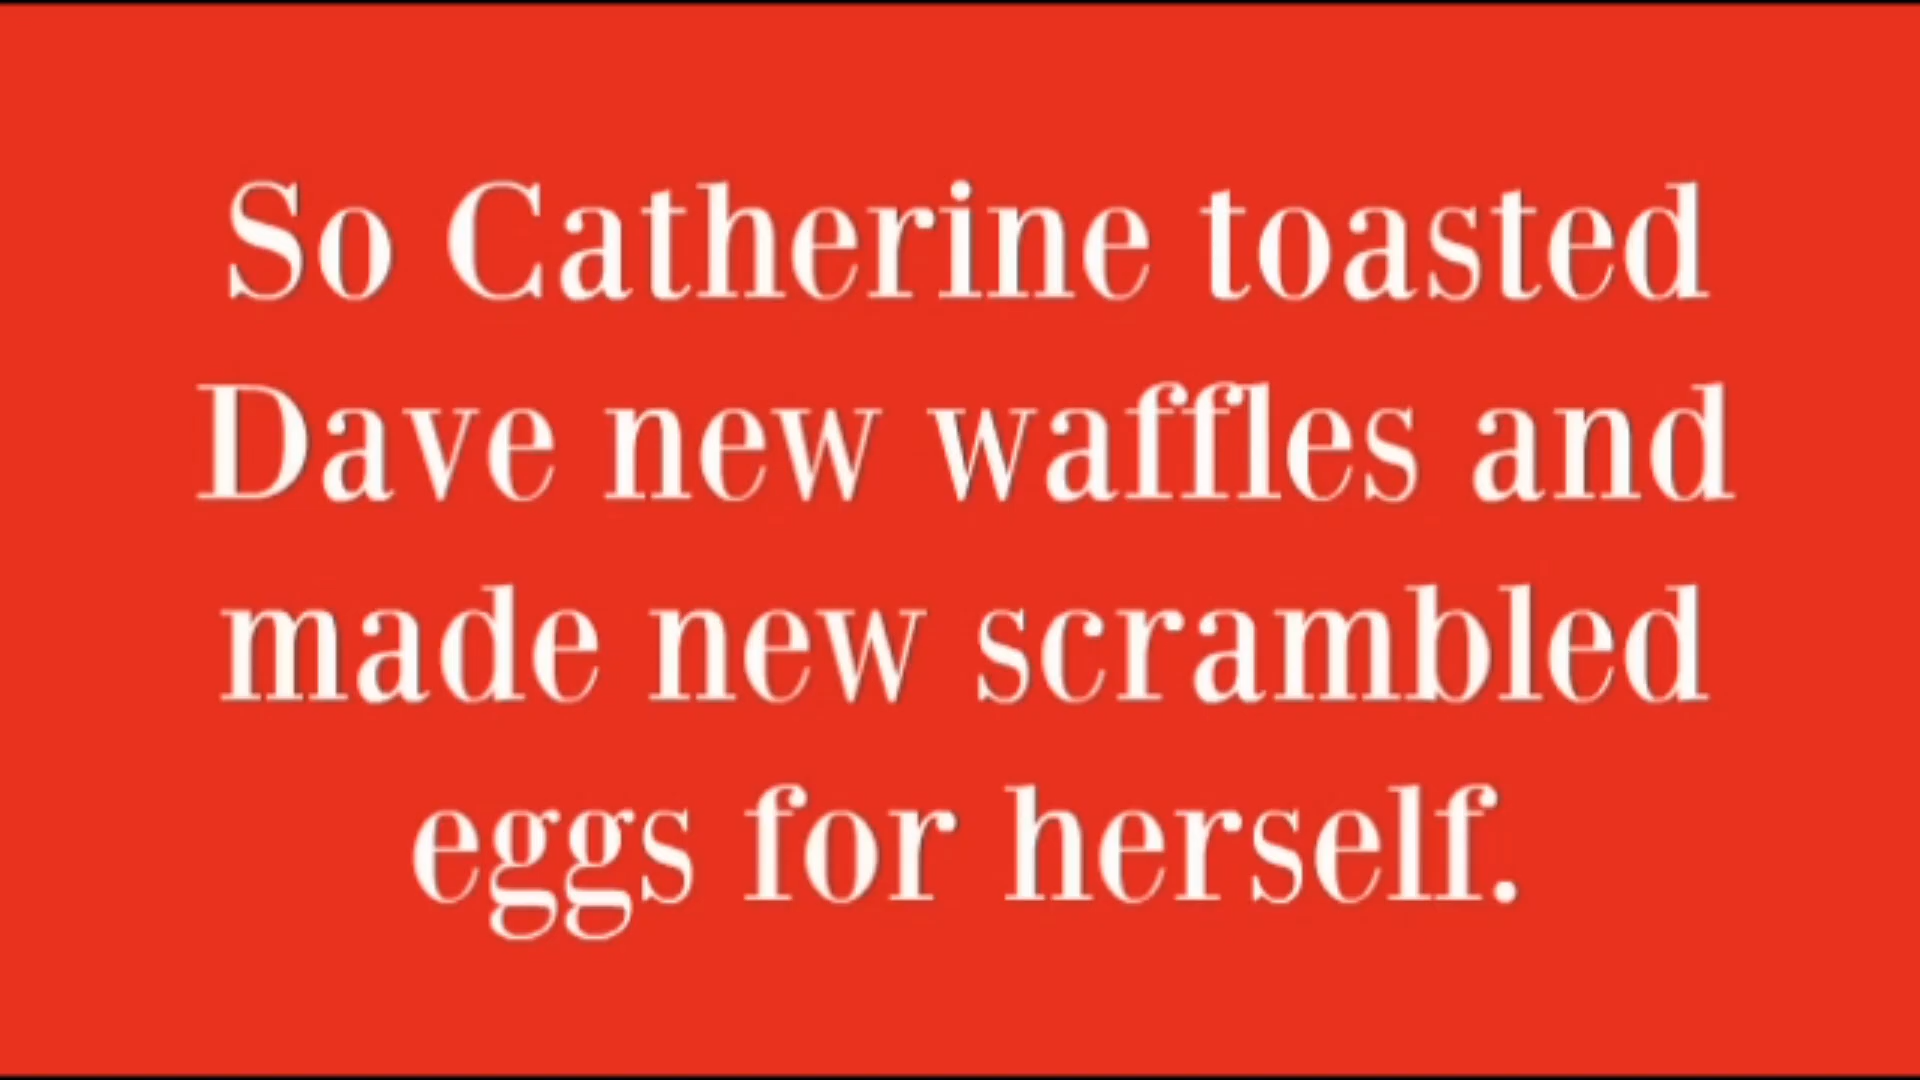 So Catherine toasted
Dave new waffles and
made new scrambled
eggs for herself.